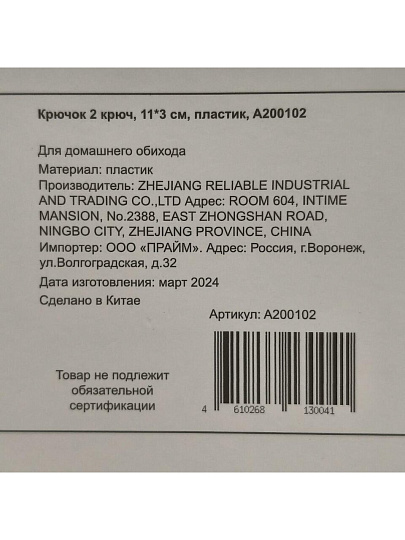 Крючок 2 крюч, 11*3 см, пластик, A200102
Для домашнего обихода
Материал: пластик
Производитель: ZHEJIANG RELIABLE INDUSTRIAL
AND TRADING CO.,LTD Адрес: ROOM 604, INTIME
MANSION, No.2388, EAST ZHONGSHAN ROAD,
NINGBO CITY, ZHEJIANG PROVINCE, CHINA
Импортер: ООО «ПРАЙМ». Адрес: Россия, г.Воронеж,
ул.Волгоградская, д.32
Дата изготовления: март 2024
Сделано в Китае
Артикул: A200102
Товар не подлежит
обязательной
сертификации
4 610268 130041